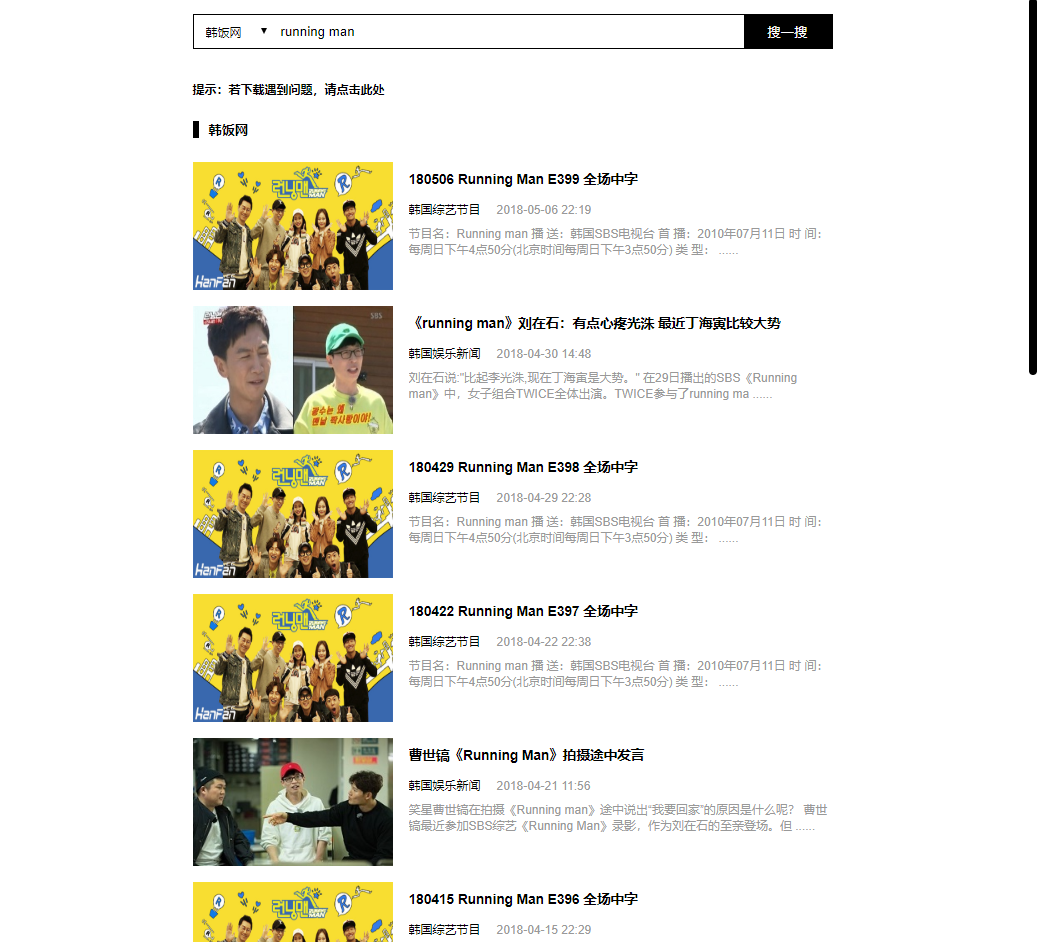 韩饭网 ▼ running man 搜一搜
提示：若下载遇到问题，请点击此处
韩饭网
180506 Running Man E399 全场中字
韩国综艺节目 2018-05-06 22:19
节目名：Running man 播 送：韩国SBS电视台 首 播：2010年07月11日 时 间：
每周日下午4点50分(北京时间每周日下午3点50分) 类 型： ......
런닝맨
RUNNING MAN
R
R
HanFan
《running man》刘在石：有点心疼光洙 最近丁海寅比较大势
韩国娱乐新闻 2018-04-30 14:48
刘在石说:"比起李光洙,现在丁海寅是大势。" 在29日播出的SBS《Running
man》中，女子组合TWICE全体出演。TWICE参与了running ma ......
SBS
광수는 왜
맨날 짝사랑이야!
180429 Running Man E398 全场中字
韩国综艺节目 2018-04-29 22:28
节目名：Running man 播 送：韩国SBS电视台 首 播：2010年07月11日 时 间：
每周日下午4点50分(北京时间每周日下午3点50分) 类 型： ......
런닝맨
RUNNING MAN
R
R
HanFan
180422 Running Man E397 全场中字
韩国综艺节目 2018-04-22 22:38
节目名：Running man 播 送：韩国SBS电视台 首 播：2010年07月11日 时 间：
每周日下午4点50分(北京时间每周日下午3点50分) 类 型： ......
런닝맨
RUNNING MAN
R
R
HanFan
曹世镐《Running Man》拍摄途中发言
韩国娱乐新闻 2018-04-21 11:56
笑星曹世镐在拍摄《Running man》途中说出“我要回家”的原因是什么呢？ 曹世
镐最近参加SBS综艺《Running Man》录影，作为刘在石的至亲登场。但 ......
180415 Running Man E396 全场中字
韩国综艺节目 2018-04-15 22:29
런닝맨
RUNNING MAN
R
R